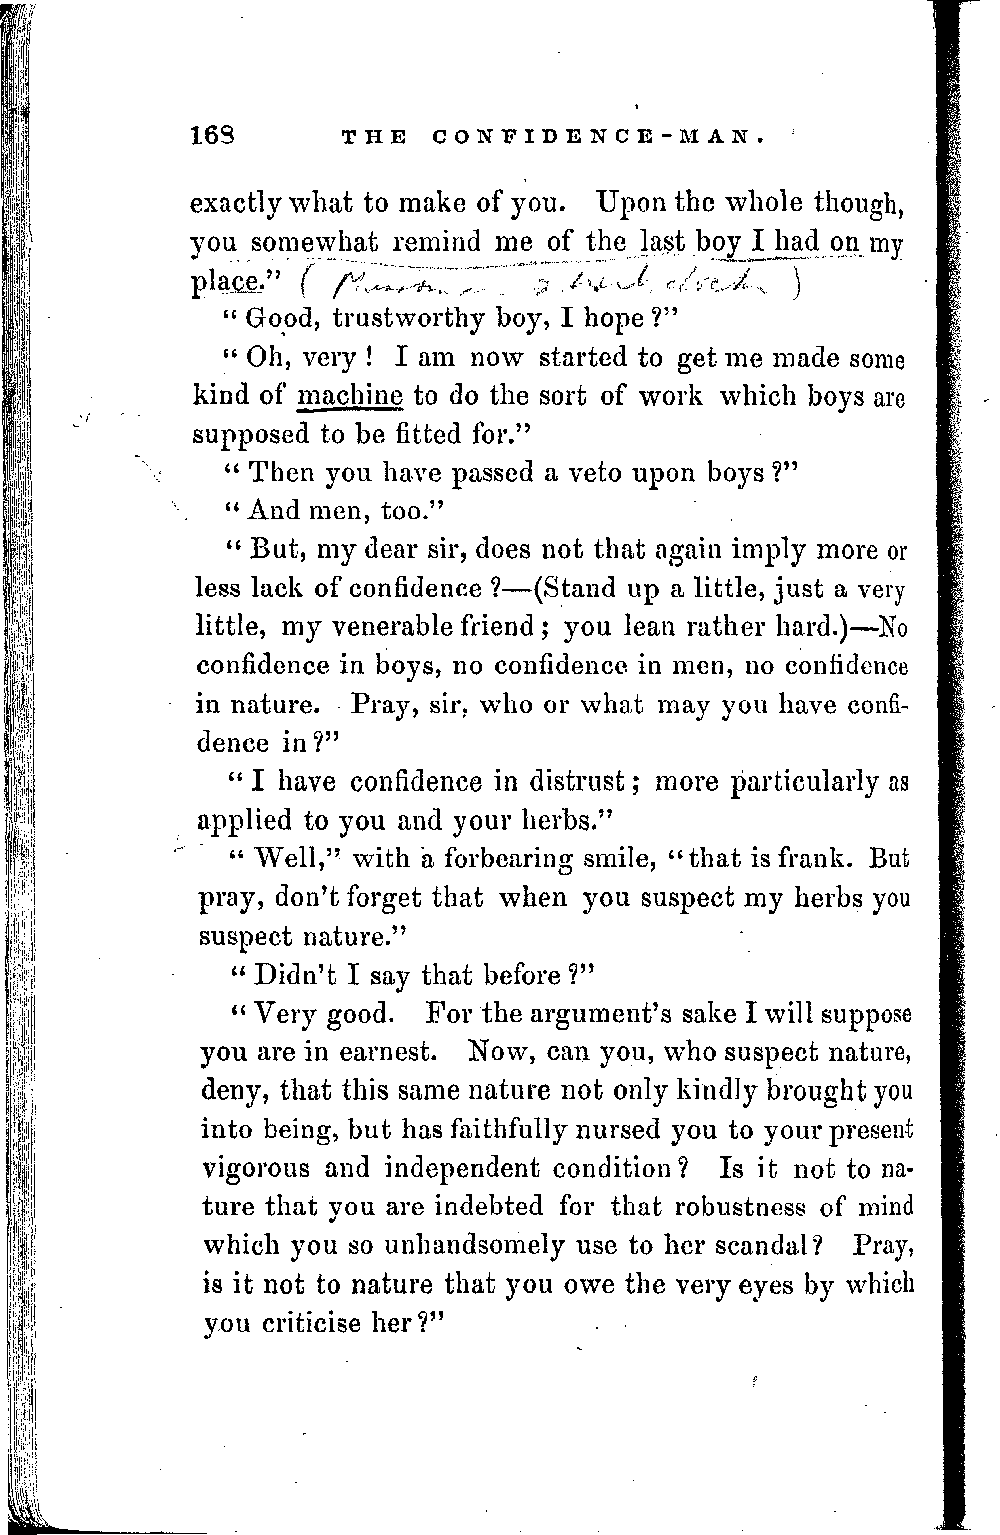 168 THE CONFIDENCE-MAN.
exactly what to make of you. Upon the whole though,
you somewhat remind me of the last boy I had on my
place."
"Good, trustworthy boy, I hope?"
"Oh, very! I am now started to get me made some
kind of machine to do the sort of work which boys are
supposed to be fitted for."
"Then you have passed a veto upon boys?"
"And men, too."
"But, my dear sir, does not that again imply more or
less lack of confidence?—(Stand up a little, just a very
little, my venerable friend; you lean rather hard.)—No
confidence in boys, no confidence in men, no confidence
in nature. Pray, sir, who or what may you have confi-
dence in?"
"I have confidence in distrust; more particularly as
applied to you and your herbs."
"Well," with a forbearing smile, "that is frank. But
pray, don't forget that when you suspect my herbs you
suspect nature."
"Didn't I say that before?"
"Very good. For the argument's sake I will suppose
you are in earnest. Now, can you, who suspect nature,
deny, that this same nature not only kindly brought you
into being, but has faithfully nursed you to your present
vigorous and independent condition? Is it not to na-
ture that you are indebted for that robustness of mind
which you so unhandsomely use to her scandal? Pray,
is it not to nature that you owe the very eyes by which
you criticise her?"